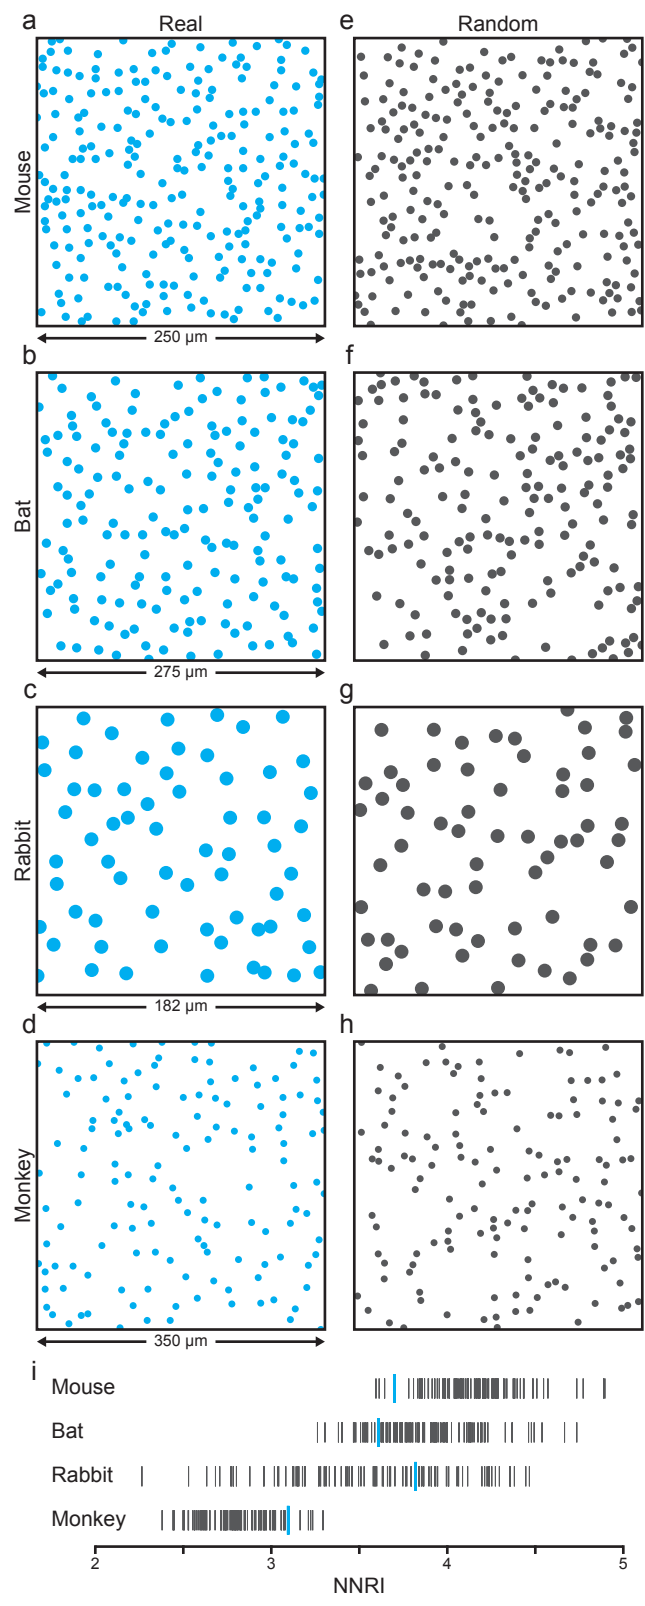 a Real e Random
Mouse
250 µm
b f
Bat
275 µm
c g
Rabbit
182 µm
d h
Monkey
350 µm
i
Mouse
Bat
Rabbit
Monkey
2 3 4 5
NNRI